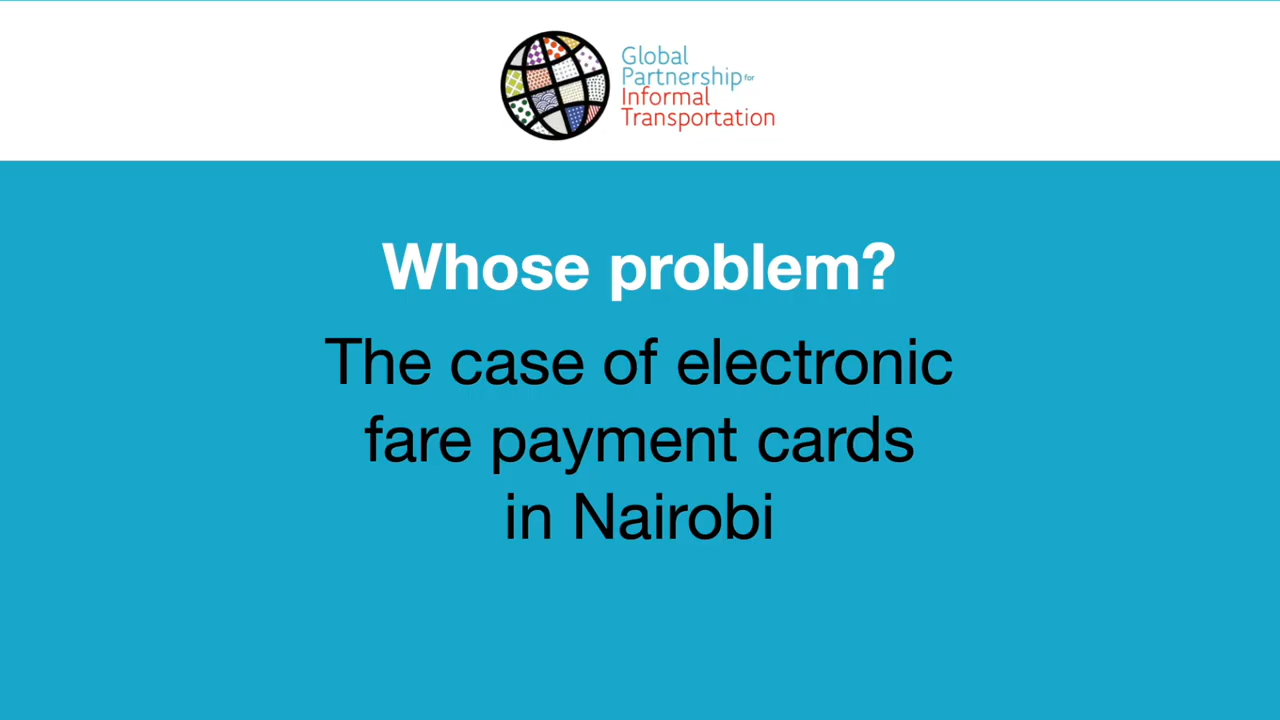 Global
Partnership for
Informal
Transportation
Whose problem?
The case of electronic
fare payment cards
in Nairobi